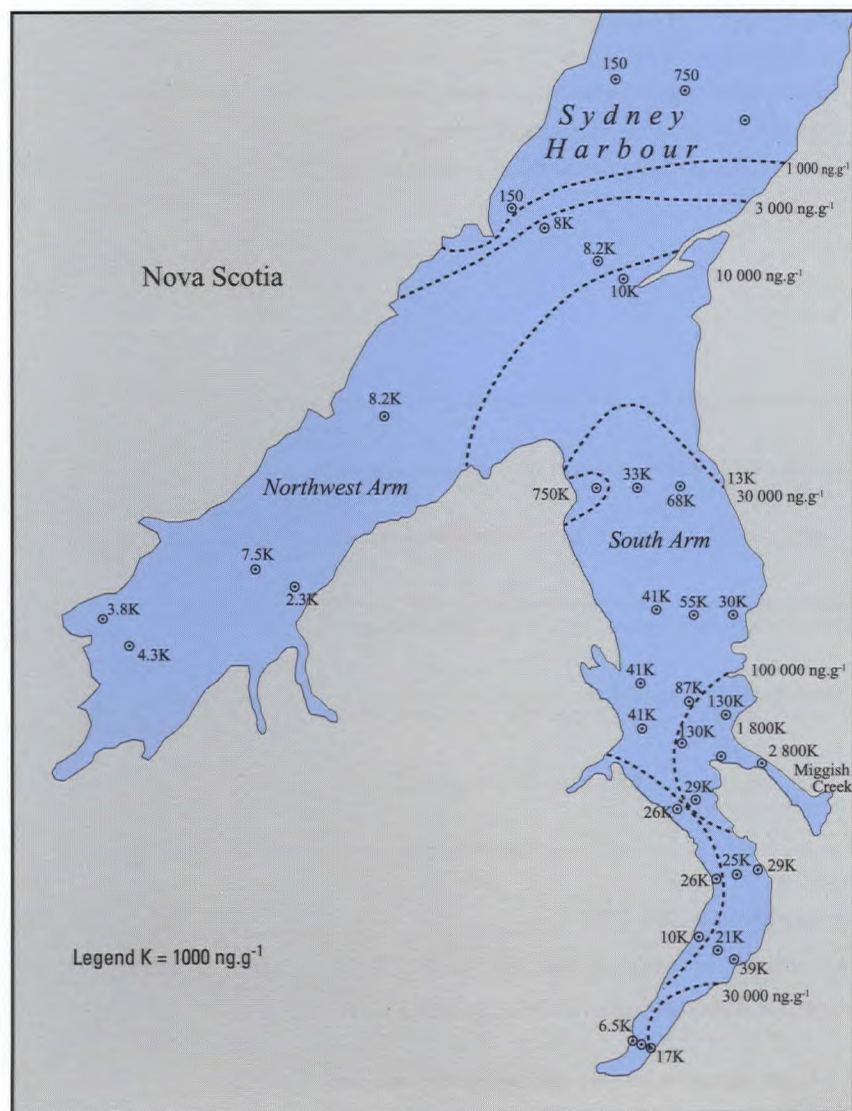 150
750
Sydney
Harbour
1 000 ng.g-1
150
3 000 ng.g-1
8K
Nova Scotia
8.2K
10K
10 000 ng.g-1
8.2K
Northwest Arm
750K
33K
68K
13K
30 000 ng.g-1
South Arm
7.5K
2.3K
3.8K
4.3K
41K
55K
30K
41K
87K
100 000 ng.g-1
130K
41K
130K
1 800K
2 800K
Miggish
Creek
29K
26K
26K
25K
29K
10K
21K
39K
Legend K = 1000 ng.g-1
30 000 ng.g-1
6.5K
17K